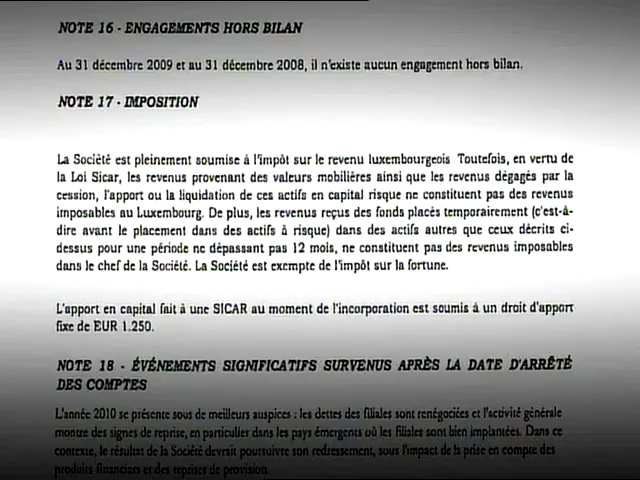 NOTE 16 - ENGAGEMENTS HORS BILAN
Au 31 décembre 2009 et au 31 décembre 2008, il n'existe aucun engagement hors bilan.
NOTE 17 - IMPOSITION
La Société est pleinement soumise à l'impôt sur le revenu luxembourgeois Toutefois, en vertu de
la Loi Sicar, les revenus provenant des valeurs mobilières ainsi que les revenus dégagés par la
cession, l'apport ou la liquidation de ces actifs en capital risque ne constituent pas des revenus
imposables au Luxembourg. De plus, les revenus reçus des fonds placés temporairement (c'est-à-
dire avant le placement dans des actifs à risque) dans des actifs autres que ceux décrits ci-
dessus pour une période ne dépassant pas 12 mois, ne constituent pas des revenus imposables
dans le chef de la Société. La Société est exempte de l'impôt sur la fortune.
L'apport en capital fait à une SICAR au moment de l'incorporation est soumis à un droit d'apport
fixe de EUR 1.250.
NOTE 18 - ÉVÉNEMENTS SIGNIFICATIFS SURVENUS APRÈS LA DATE D'ARRÊTÉ
DES COMPTES
L'année 2010 se présente sous de meilleurs auspices : les dettes des filiales sont renégociées et l'activité générale
montre des signes de reprise, en particulier dans les pays émergents où les filiales sont bien implantées. Dans ce
contexte, le résultat de la Société devrait poursuivre son redressement, sous l'impact de la prise en compte des
produits financiers et des reprises de provision.